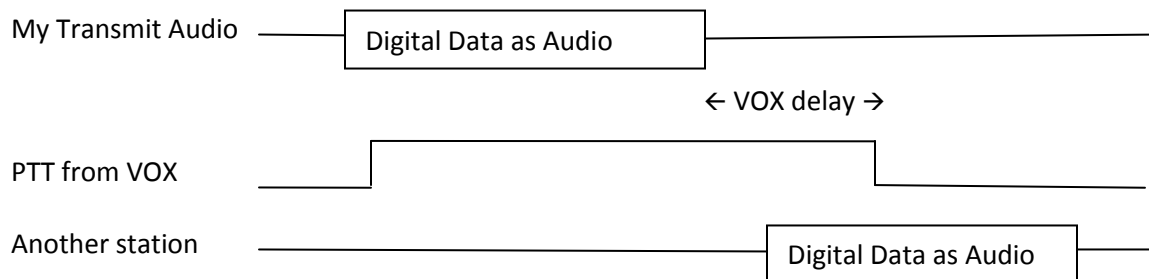 My Transmit Audio
Digital Data as Audio
← VOX delay →
PTT from VOX
Another station
Digital Data as Audio